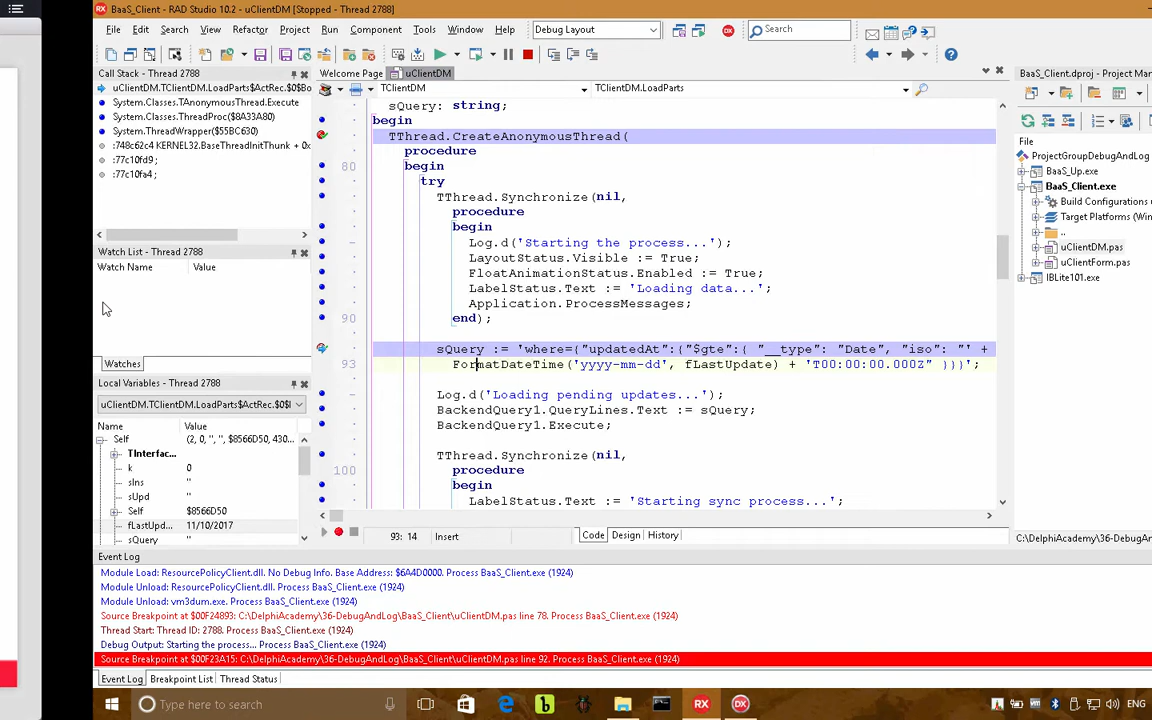 BaaS_Client - RAD Studio 10.2 - uClientDM [Stopped - Thread 2788]
File Edit Search View Refactor Project Run Component Tools Window Help Debug Layout Search
Call Stack - Thread 2788
Welcome Page uClientDM
BaaS_Client.dproj - Project Man
uClientDM.TClientDM.LoadParts$ActRec.$0$Bo
System.Classes.TAnonymousThread.Execute
System.Classes.ThreadProc($8A33A80)
System.ThreadWrapper($55BC630)
:748c62c4 KERNEL32.BaseThreadInitThunk + 0x
:77c10fd9 ;
:77c10fa4 ;
Watch List - Thread 2788
Watch Name Value
Watches
Local Variables - Thread 2788
uClientDM.TClientDM.LoadParts$ActRec.$0$
Name Value
Self (2, 0, '', '', $8566D50, 430...
TInterfac...
k 0
sIns ''
sUpd ''
Self $8566D50
fLastUpd... 11/10/2017
sQuery ''
TClientDM TClientDM.LoadParts
sQuery: string;
begin
TThread.CreateAnonymousThread(
procedure
80 begin
try
TThread.Synchronize(nil,
procedure
begin
Log.d('Starting the process...');
LayoutStatus.Visible := True;
FloatAnimationStatus.Enabled := True;
LabelStatus.Text := 'Loading data...';
Application.ProcessMessages;
90 end);
sQuery := 'where={"updatedAt":{"$gte":{ "__type": "Date", "iso": "' +
93 FormatDateTime('yyyy-mm-dd', fLastUpdate) + 'T00:00:00.000Z" }}}';
Log.d('Loading pending updates...');
BackendQuery1.QueryLines.Text := sQuery;
BackendQuery1.Execute;
TThread.Synchronize(nil,
100 procedure
begin
LabelStatus.Text := 'Starting sync process...';
93: 14 Insert Code Design History
File
ProjectGroupDebugAndLog
BaaS_Up.exe
BaaS_Client.exe
Build Configurations
Target Platforms (Win
..
uClientDM.pas
uClientForm.pas
IBLite101.exe
C:\DelphiAcademy\36-DebugAndLog
Event Log
Module Load: ResourcePolicyClient.dll. No Debug Info. Base Address: $6A4D0000. Process BaaS_Client.exe (1924)
Module Unload: ResourcePolicyClient.dll. Process BaaS_Client.exe (1924)
Module Unload: vm3dum.exe. Process BaaS_Client.exe (1924)
Source Breakpoint at $00F24893: C:\DelphiAcademy\36-DebugAndLog\BaaS_Client\uClientDM.pas line 78. Process BaaS_Client.exe (1924)
Thread Start: Thread ID: 2788. Process BaaS_Client.exe (1924)
Debug Output: Starting the process... Process BaaS_Client.exe (1924)
Source Breakpoint at $00F23A15: C:\DelphiAcademy\36-DebugAndLog\BaaS_Client\uClientDM.pas line 92. Process BaaS_Client.exe (1924)
Event Log Breakpoint List Thread Status
Type here to search
ENG